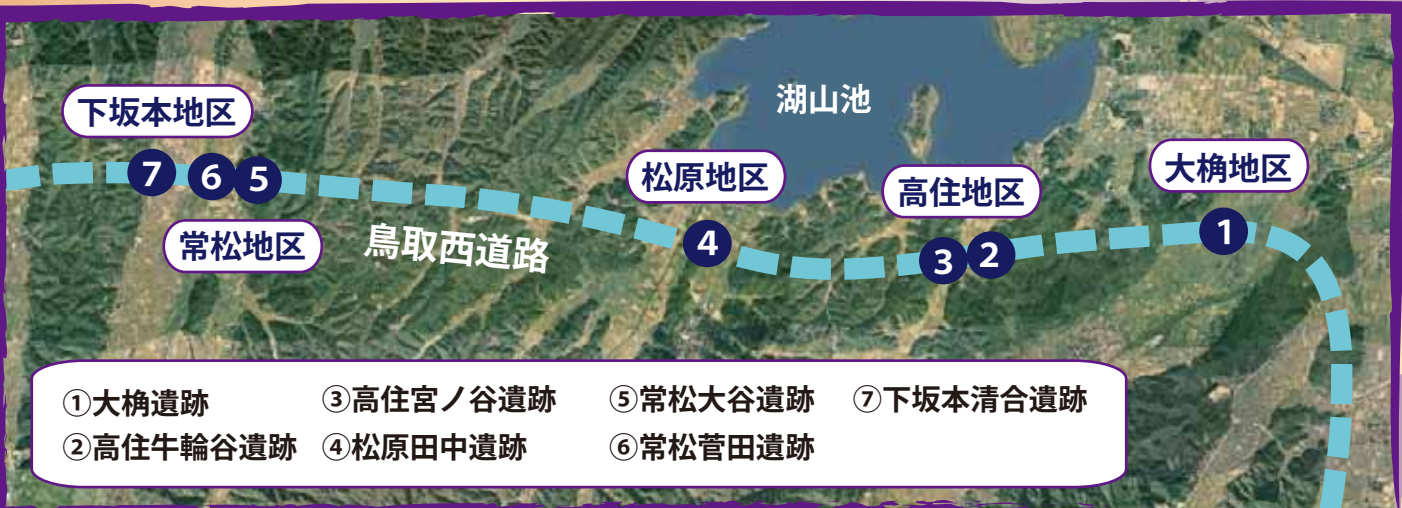 湖山池
下坂本地区
松原地区
高住地区
大桷地区
7
6
5
4
3
2
1
常松地区
鳥取西道路
①大桷遺跡
③高住宮ノ谷遺跡
⑤常松大谷遺跡
⑦下坂本清合遺跡
②高住牛輪谷遺跡
④松原田中遺跡
⑥常松菅田遺跡